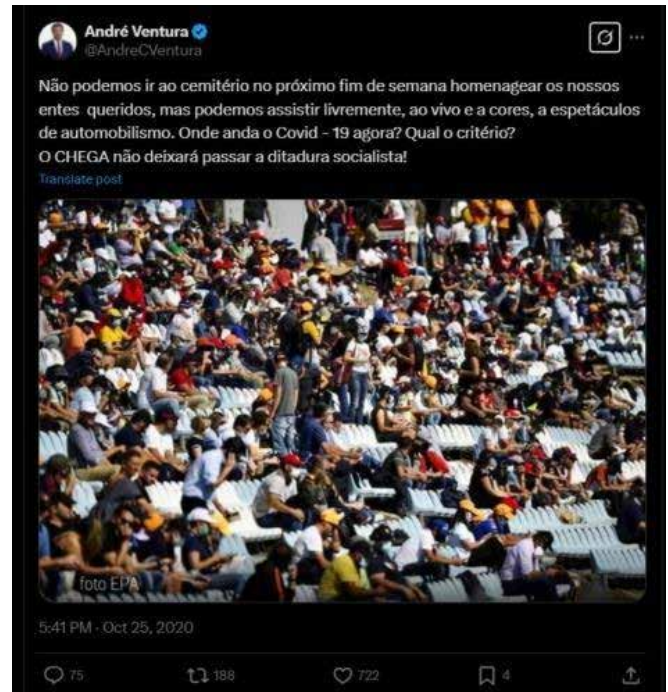 André Ventura
@AndreCVentura
Não podemos ir ao cemitério no próximo fim de semana homenagear os nossos
entes queridos, mas podemos assistir livremente, ao vivo e a cores, a espetáculos
de automobilismo. Onde anda o Covid - 19 agora? Qual o critério?
O CHEGA não deixará passar a ditadura socialista!
Translate post
foto EPA
5:41 PM · Oct 25, 2020
75 188 722 4